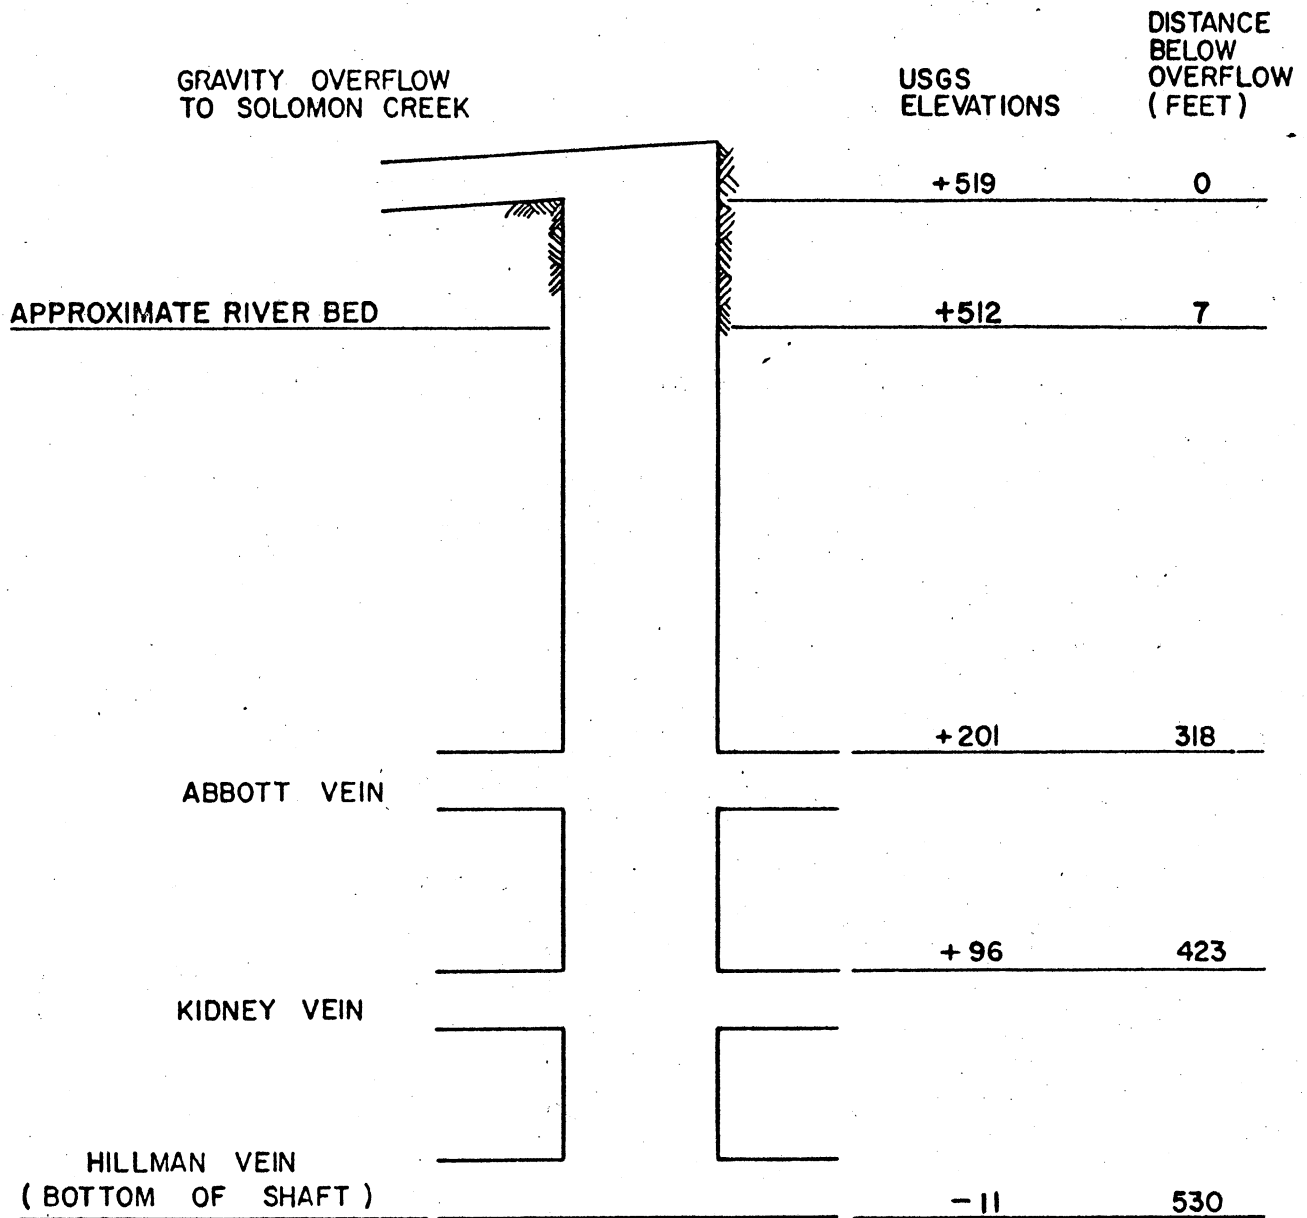 DISTANCE
BELOW
OVERFLOW
(FEET)
USGS
ELEVATIONS
GRAVITY OVERFLOW
TO SOLOMON CREEK
+519 0
APPROXIMATE RIVER BED +512 7
+201 318
ABBOTT VEIN
+96 423
KIDNEY VEIN
HILLMAN VEIN
(BOTTOM OF SHAFT) -11 530